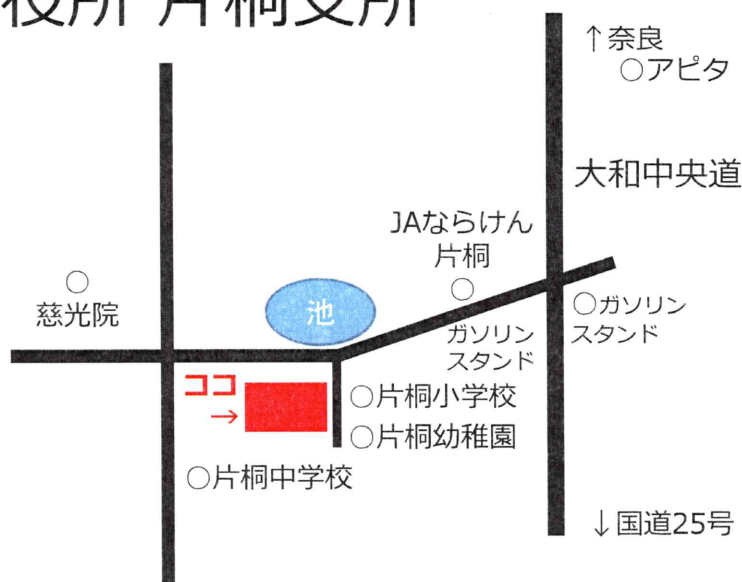 役所 片桐支所
↑奈良
○アピタ
大和中央道
JAならけん
片桐
○
○
慈光院
池
○ガソリン
スタンド
ガソリン
スタンド
ココ
→
○片桐小学校
○片桐幼稚園
○片桐中学校
↓国道25号